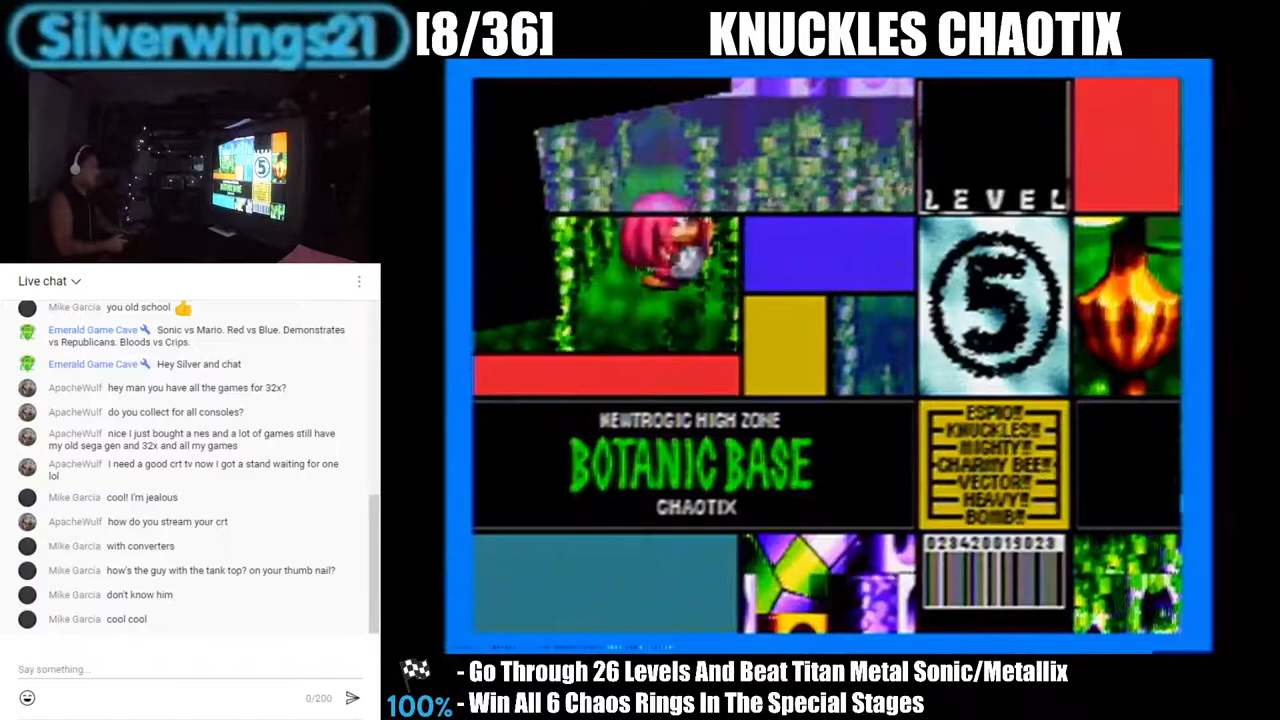 Silverwings21
[8/36]
KNUCKLES CHAOTIX
Live chat
Mike Garcia you old school
Emerald Game Cave Sonic vs Mario. Red vs Blue. Demonstrates
vs Republicans. Bloods vs Crips.
Emerald Game Cave Hey Silver and chat
ApacheWulf hey man you have all the games for 32x?
ApacheWulf do you collect for all consoles?
ApacheWulf nice I just bought a nes and a lot of games still have
my old sega gen and 32x and all my games
ApacheWulf I need a good crt tv now I got a stand waiting for one
lol
Mike Garcia cool! I'm jealous
ApacheWulf how do you stream your crt
Mike Garcia with converters
Mike Garcia how's the guy with the tank top? on your thumb nail?
Mike Garcia don't know him
Mike Garcia cool cool
Say something...
0/200
LEVEL
5
NEWTROGIC HIGH ZONE
BOTANIC BASE
CHAOTIX
ESPIO!!
KNUCKLES!!
MIGHTY!!
CHARMY BEE!!
VECTOR!!
HEAVY!!
BOMB!!
028420019023
- Go Through 26 Levels And Beat Titan Metal Sonic/Metallix
100% - Win All 6 Chaos Rings In The Special Stages